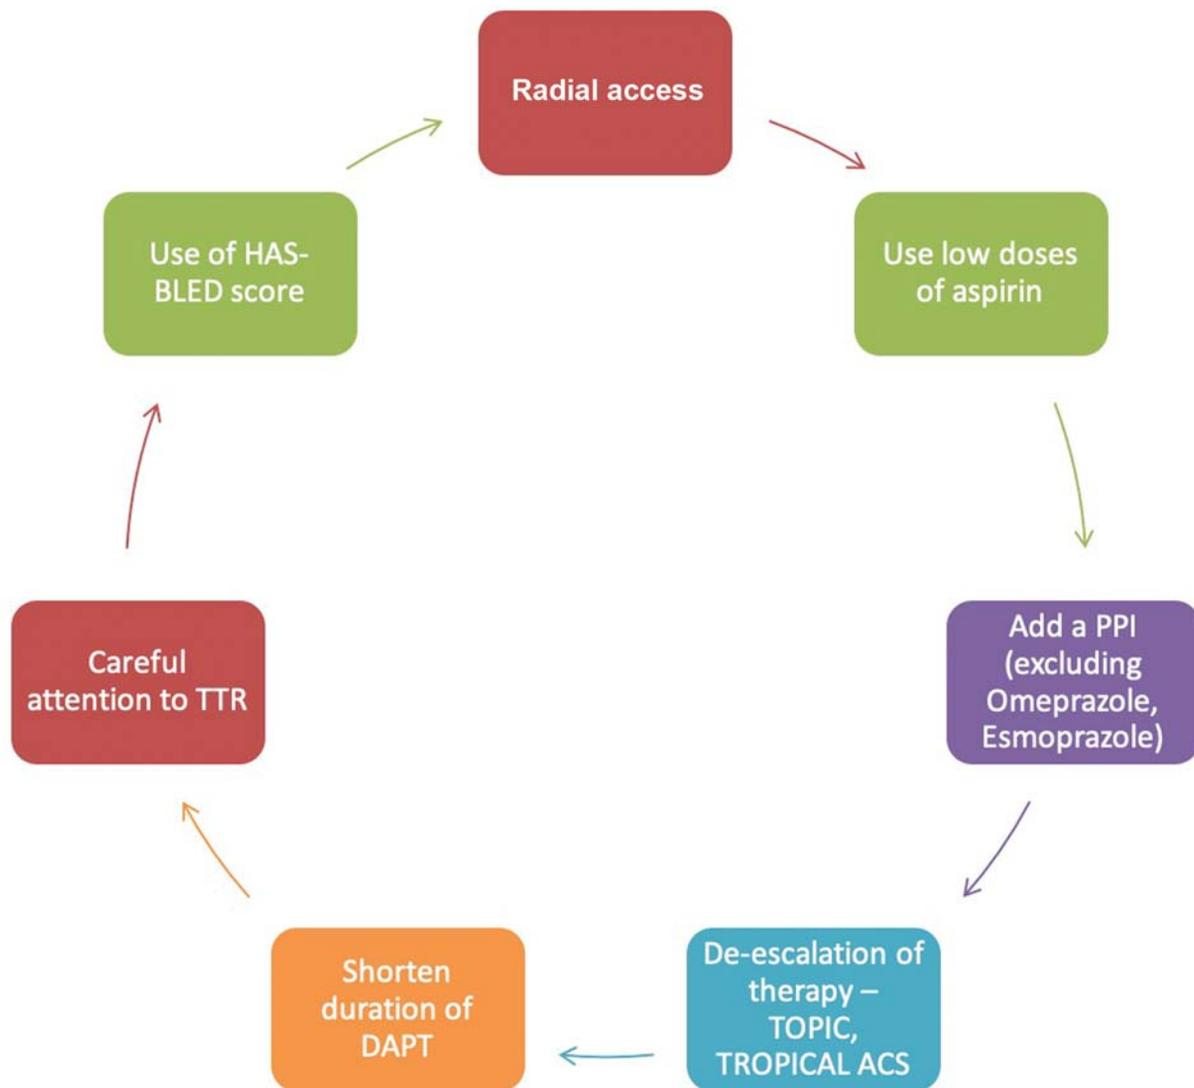 Radial access
Use low doses
of aspirin
Add a PPI
(excluding
Omeprazole,
Esmoprazole)
De-escalation of
therapy –
TOPIC,
TROPICAL ACS
Shorten
duration of
DAPT
Careful
attention to TTR
Use of HAS-
BLED score